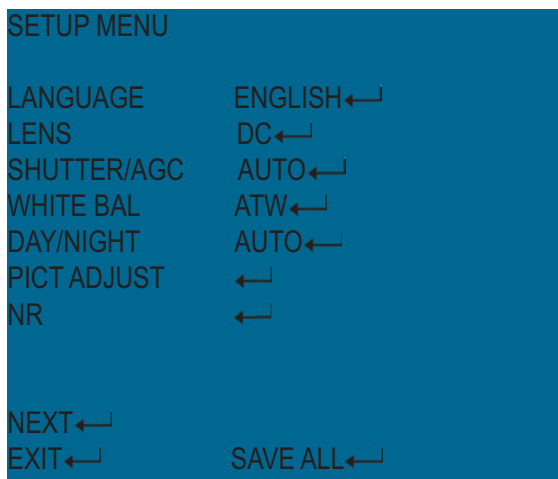 SETUP MENU
LANGUAGE ENGLISH↵
LENS DC↵
SHUTTER/AGC AUTO↵
WHITE BAL ATW↵
DAY/NIGHT AUTO↵
PICT ADJUST ↵
NR ↵
NEXT↵
EXIT↵ SAVE ALL↵